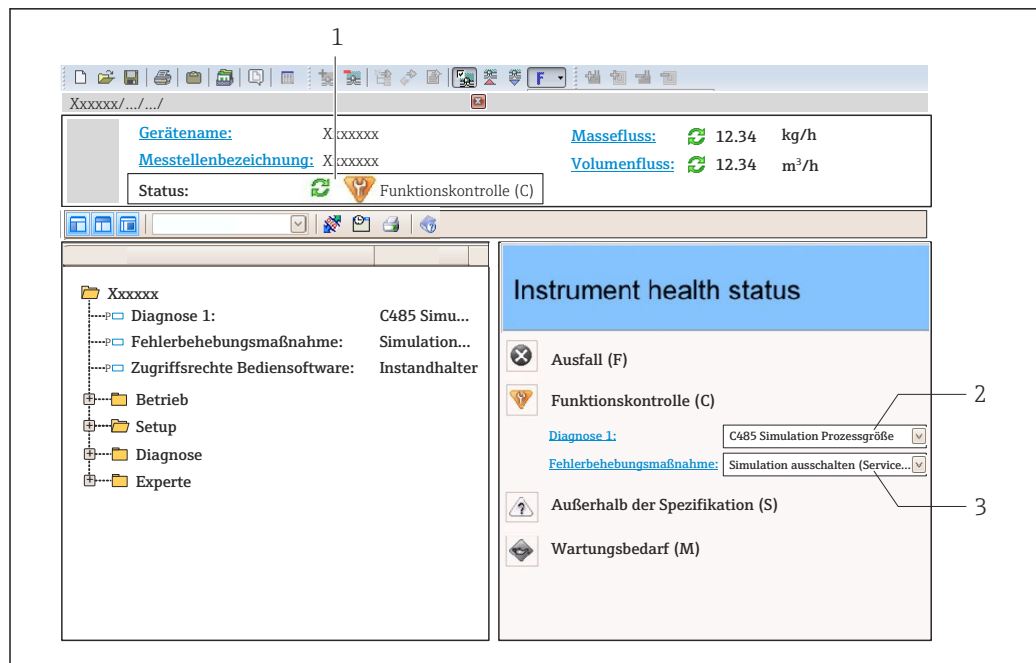 1
F
Xxxxxx/.../.../
Gerätename: Xxxxxxx
Massefluss: 12.34 kg/h
Messstellenbezeichnung: Xxxxxxx
Volumenfluss: 12.34 m³/h
Status: Funktionskontrolle (C)
Xxxxxx
P Diagnose 1: C485 Simu...
P Fehlerbehebungsmaßnahme: Simulation...
P Zugriffsrechte Bediensoftware: Instandhalter
Betrieb
Setup
Diagnose
Experte
Instrument health status
Ausfall (F)
Funktionskontrolle (C)
2
Diagnose 1: C485 Simulation Prozessgröße
Fehlerbehebungsmaßnahme: Simulation ausschalten (Service...
3
Außerhalb der Spezifikation (S)
Wartungsbedarf (M)